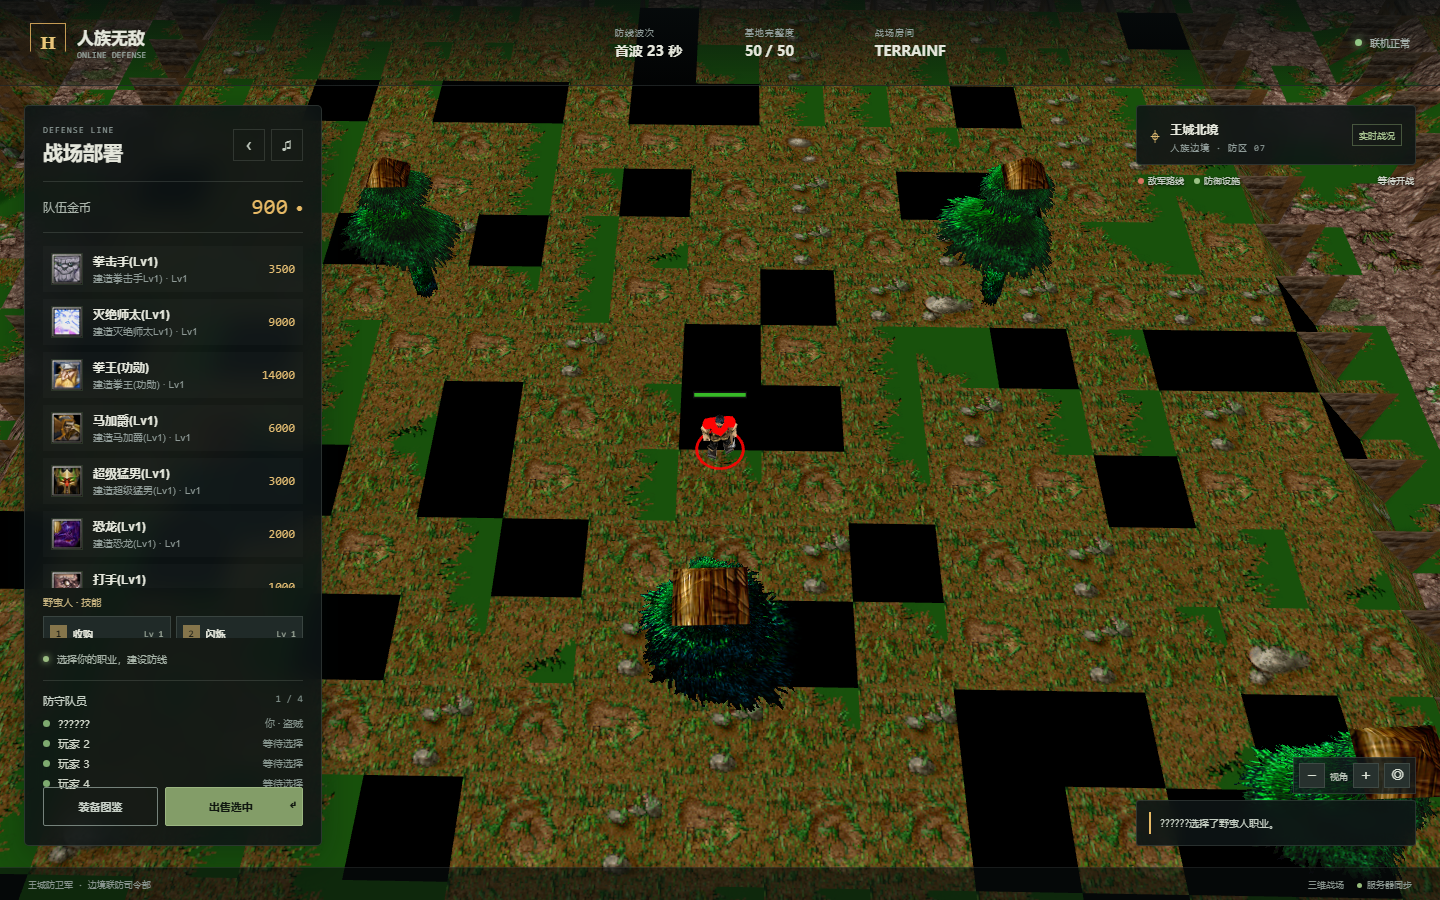 H
人族无敌
ONLINE DEFENSE
防线波次
首波 23 秒
基地完整度
50 / 50
战场房间
TERRAINF
联机正常
DEFENSE LINE
战场部署
队伍金币
900
拳击手(Lv1)
建造拳击手Lv1) · Lv1
3500
灭绝师太(Lv1)
建造灭绝师太Lv1) · Lv1
9000
拳王(功勋)
建造拳王(功勋) · Lv1
14000
马加爵(Lv1)
建造马加爵(Lv1) · Lv1
6000
超级猛男(Lv1)
建造超级猛男(Lv1) · Lv1
3000
恐龙(Lv1)
建造恐龙(Lv1) · Lv1
2000
打手(Lv1)
1000
野蛮人 · 技能
1 收购 Lv 1
2 闪烁 Lv 1
选择你的职业，建设防线
防守队员
1 / 4
??????
你 · 盗贼
玩家 2
等待选择
玩家 3
等待选择
玩家 4
等待选择
装备图鉴
出售选中
王城北境
人族边境 · 防区 07
实时战况
敌军路线
防御设施
等待开战
− 视角 +
??????选择了野蛮人职业。
王城防卫军 · 边境联防司令部
三维战场
服务器同步